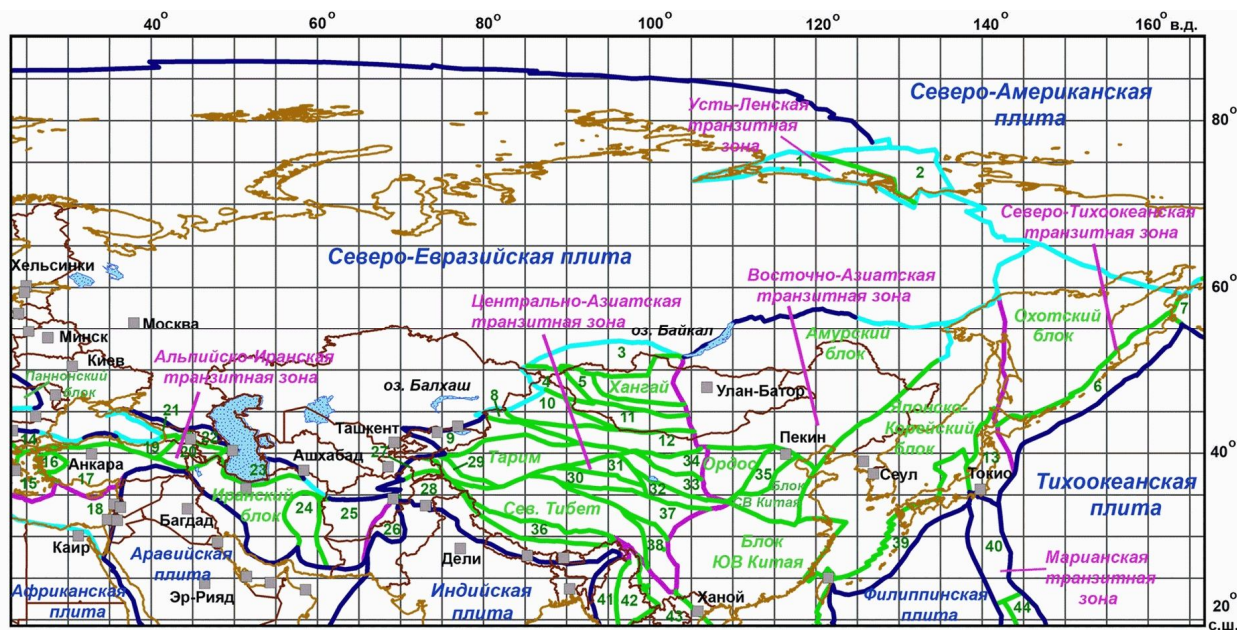 40° 60° 80° 100° 120° 140° 160° в.д.
Северо-Американская
плита
Усть-Ленская
транзитная
зона
80°
1
2
Северо-Тихоокеанская
транзитная зона
Хельсинки
Северо-Евразийская плита
Восточно-Азиатская
транзитная зона
60°
7
Центрально-Азиатская
транзитная зона
Охотский
блок
Москва
Минск
Киев
оз. Байкал
Амурский
блок
Альпийско-Иранская
транзитная зона
Паннонский
блок
оз. Балхаш
3
4
5
Хангай
Улан-Батор
6
8
10
11
21
Ташкент
9
12
Пекин
Японско-
Корейский
блок
14
19
20
22
27
Тарим
31
34
Ордос
35
13
40°
16
Анкара
17
15
23
Ашхабад
29
30
32
33
Блок
СВ Китая
Сеул
Токио
Тихоокеанская
плита
Иранский
блок
24
25
28
18
Багдад
26
Сев. Тибет
36
37
38
Блок
ЮВ Китая
39
40
Каир
Аравийская
плита
Дели
Марианская
транзитная
зона
Африканская
плита
Эр-Рияд
Индийская
плита
41
42
43
Ханой
Филиппинская
плита
44
20°
с.ш.